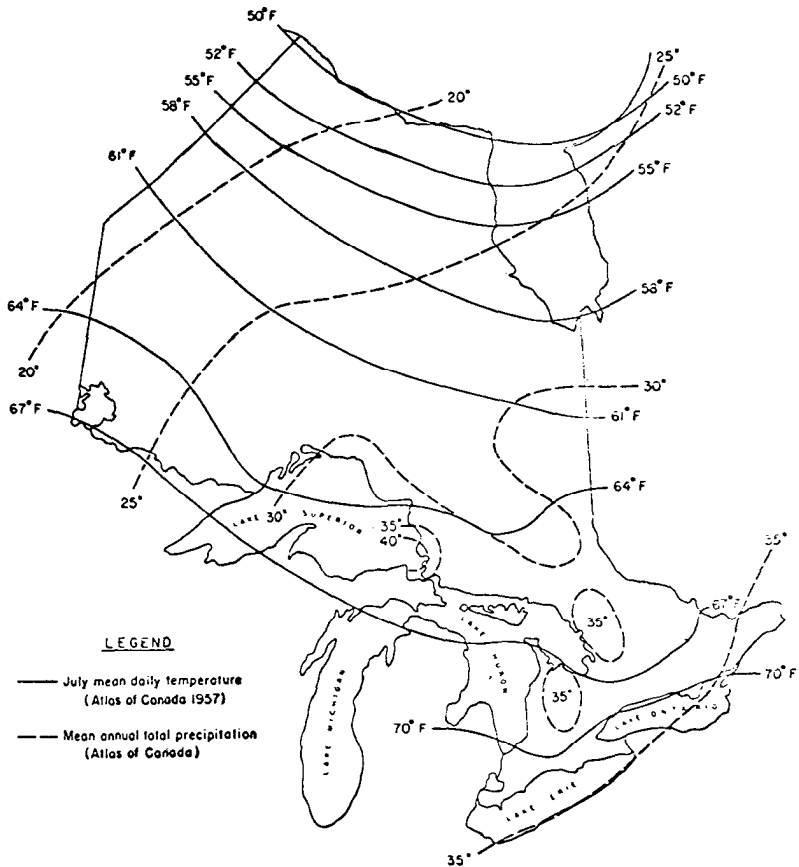 50°F
52°F
55°F
58°F
61°F
20°
25°
50°F
52°F
55°F
58°F
64°F
20°
67°F
25°
30°
61°F
64°F
30°
LAKE SUPERIOR
35°
40°
35°
35°
67°F
LAKE HURON
35°
70°F
LAKE ONTARIO
70°F
LAKE MICHIGAN
LAKE ERIE
35°
LEGEND
July mean daily temperature
(Atlas of Canada 1957)
Mean annual total precipitation
(Atlas of Canada)